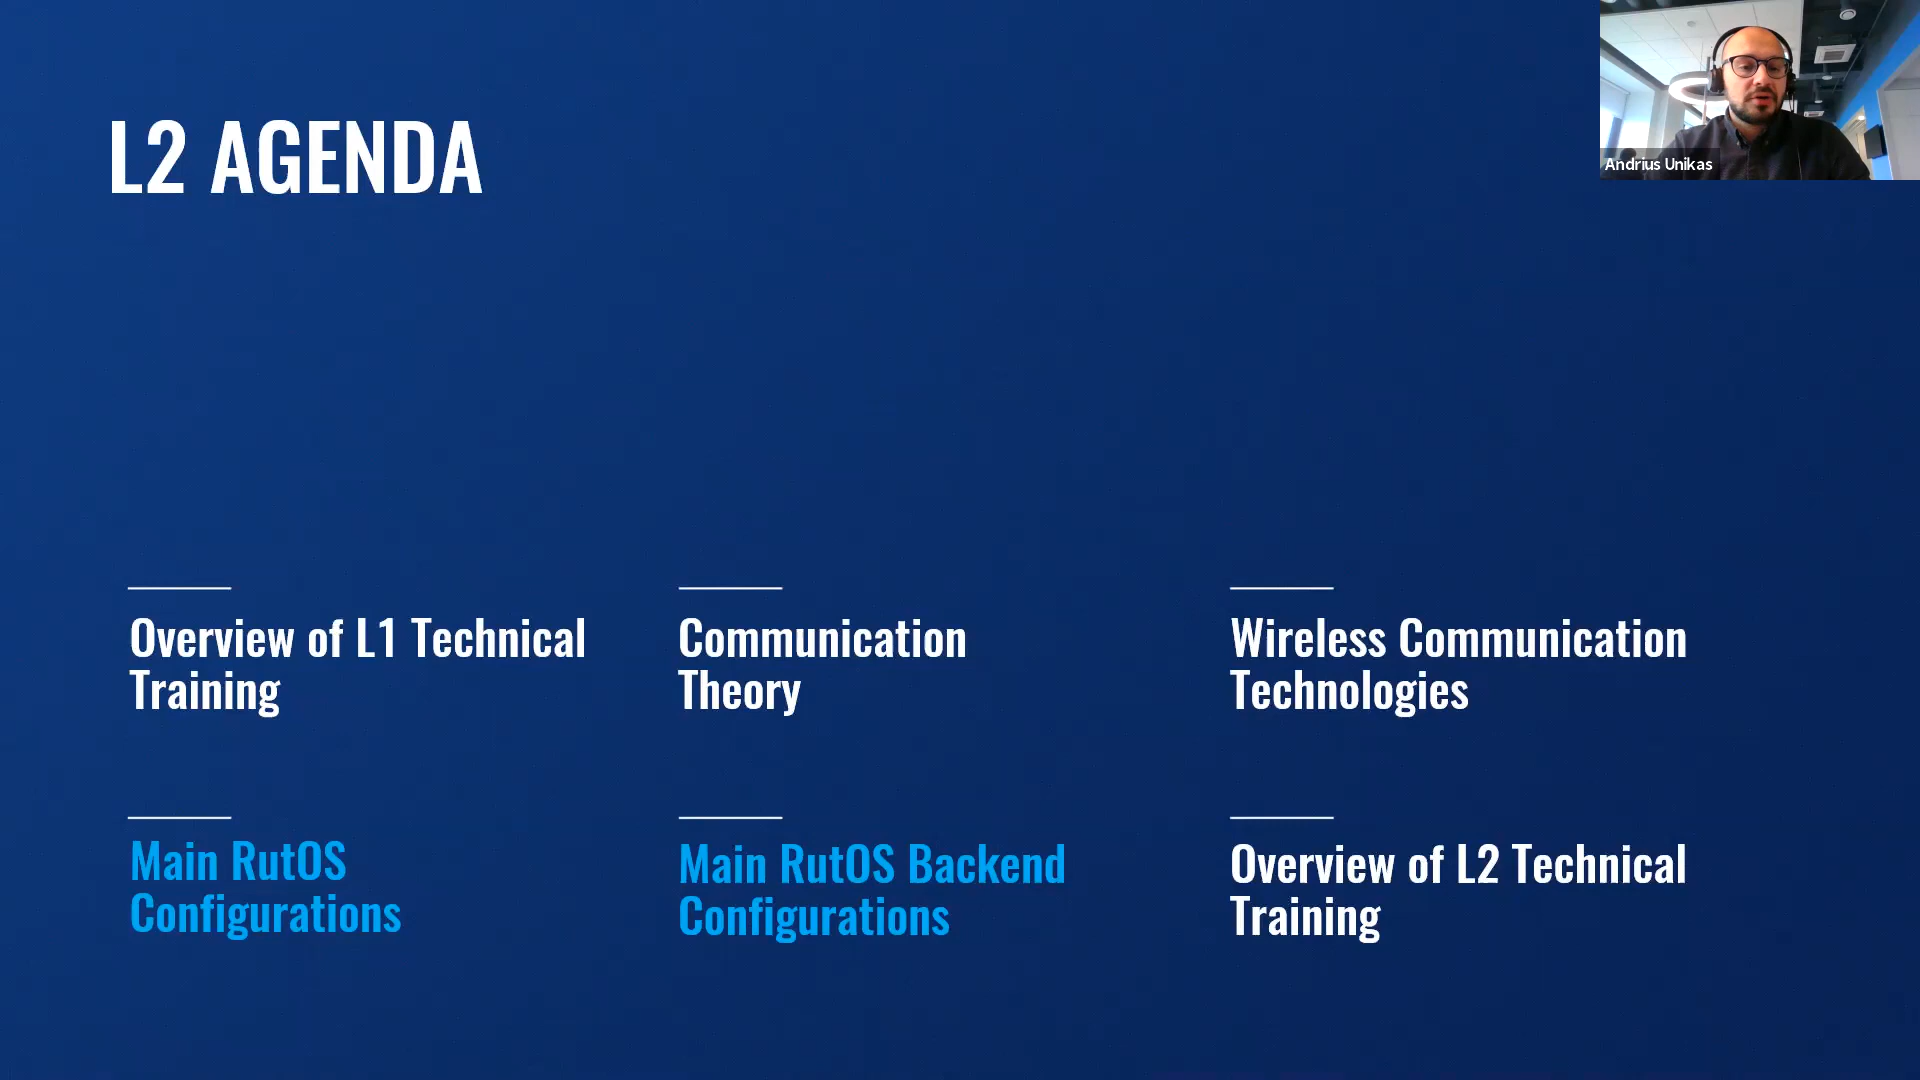 L2 AGENDA
Andrius Unikas
Overview of L1 Technical
Training
Communication
Theory
Wireless Communication
Technologies
Main RutOS
Configurations
Main RutOS Backend
Configurations
Overview of L2 Technical
Training